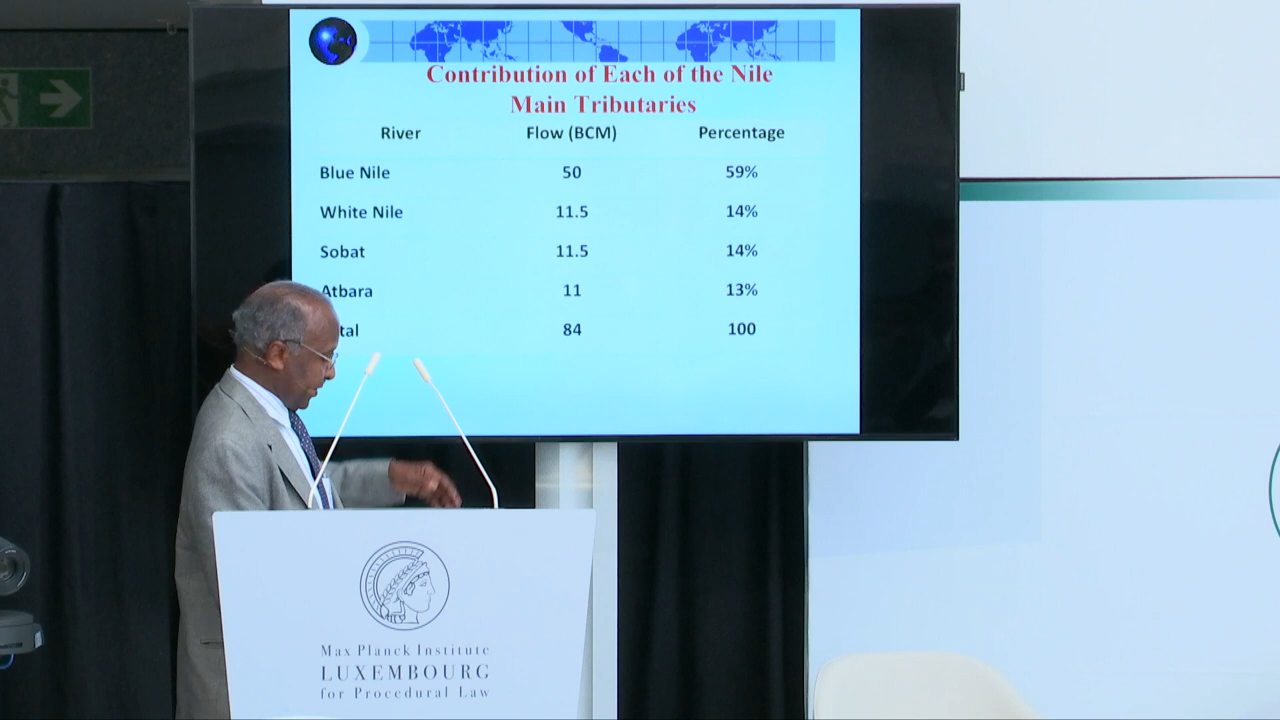 Contribution of Each of the Nile
Main Tributaries
River Flow (BCM) Percentage
Blue Nile 50 59%
White Nile 11.5 14%
Sobat 11.5 14%
Atbara 11 13%
tal 84 100
Max Planck Institute
LUXEMBOURG
for Procedural Law